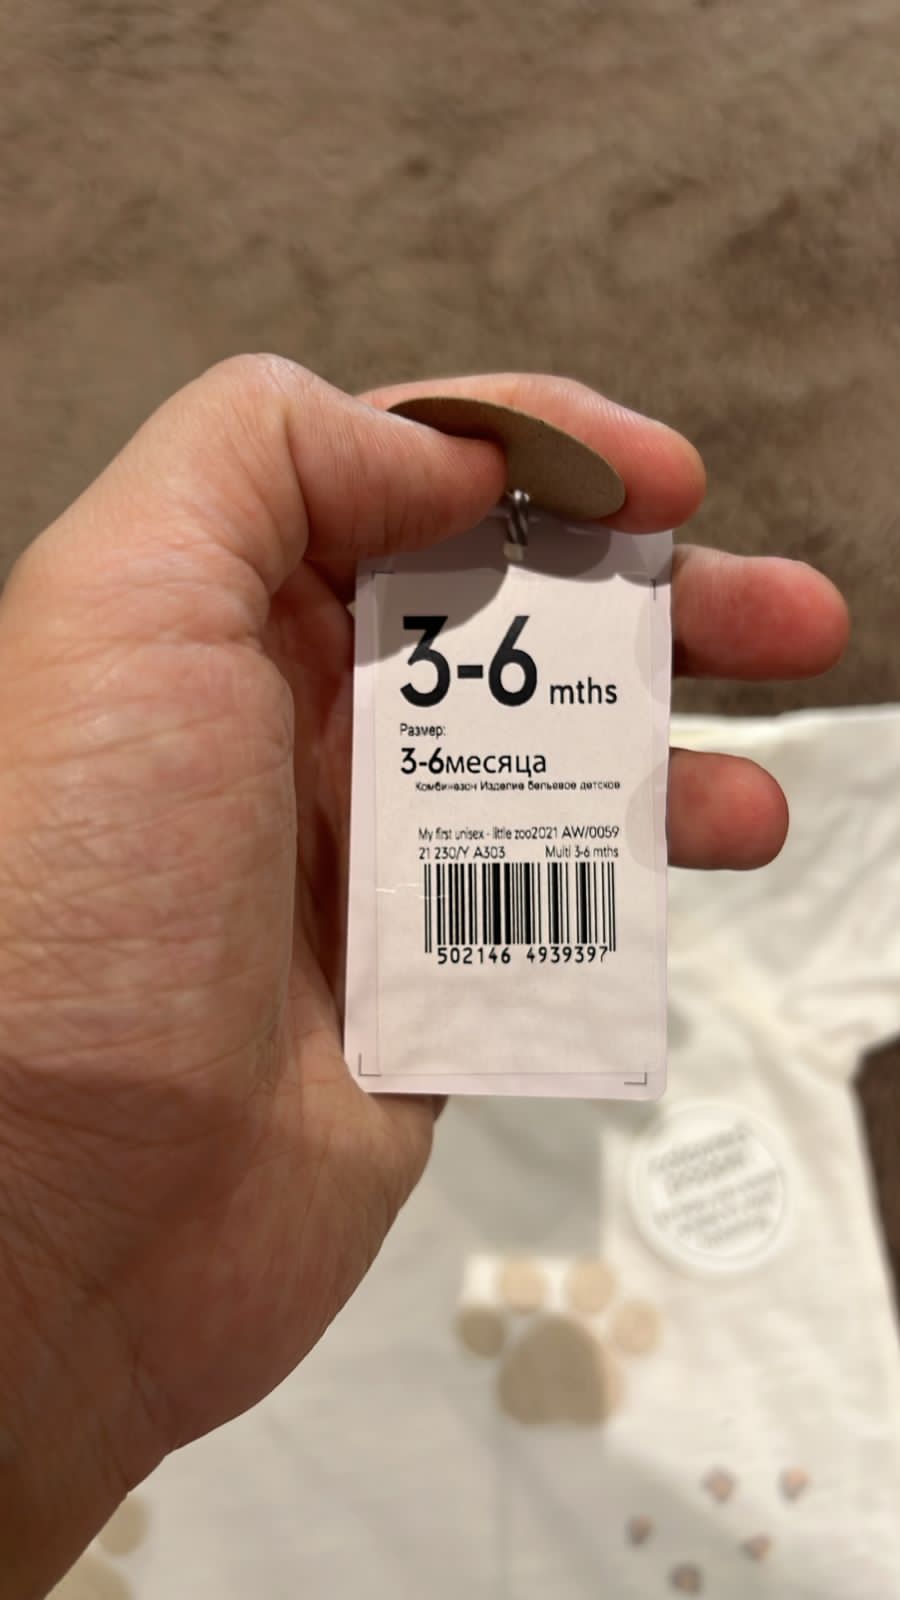 3-6 mths
Размер:
3-6месяца
Комбинезон Изделие бельевое детское
My first unisex - little zoo2021 AW/0059
21 230/Y A303 Multi 3-6 mths
502146 4939397